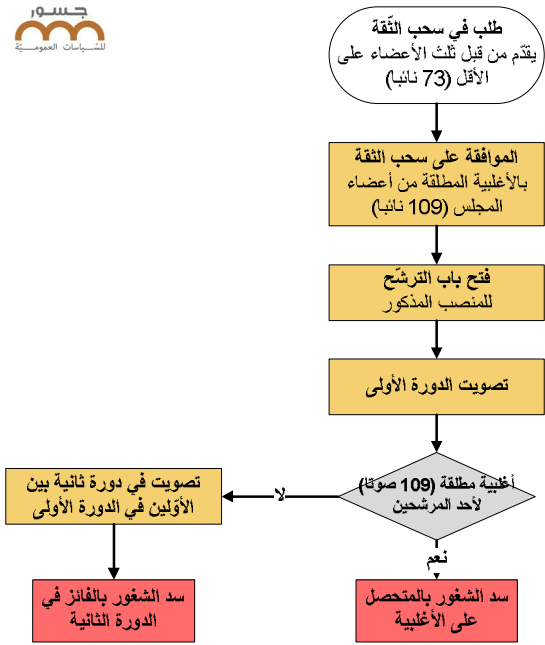 جسور
للسّياسات العموميّة
طلب في سحب الثّقة
يقدّم من قبل ثلث الأعضاء على
الأقل (73 نائبا)
الموافقة على سحب الثقة
بالأغلبية المطلقة من أعضاء
المجلس (109 نائبا)
فتح باب الترشّح
للمنصب المذكور
تصويت الدورة الأولى
أغلبية مطلقة (109 صوتا)
لأحد المرشحين
لا
تصويت في دورة ثانية بين
الأوّلين في الدورة الأولى
نعم
سد الشغور بالمتحصل
على الأغلبية
سد الشغور بالفائز في
الدورة الثانية